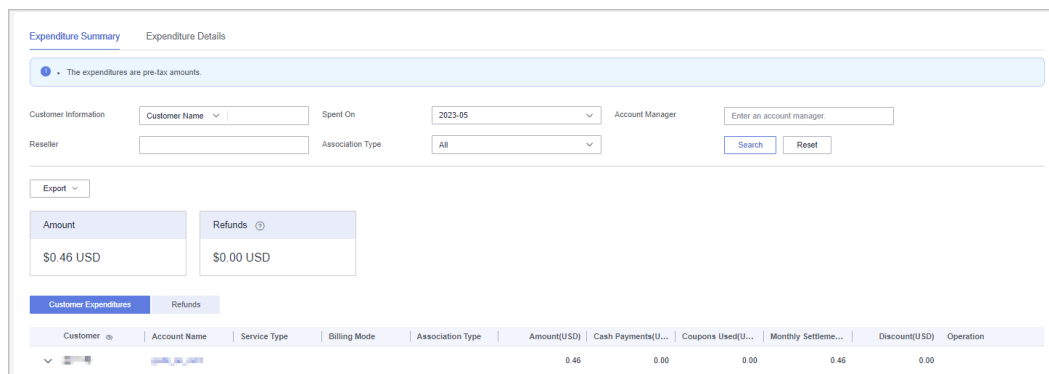 Expenditure Summary Expenditure Details
The expenditures are pre-tax amounts.
Customer Information Customer Name Spent On 2023-05 Account Manager Enter an account manager.
Reseller Association Type All Search Reset
Export
Amount Refunds
$0.46 USD $0.00 USD
Customer Expenditures Refunds
Customer Account Name Service Type Billing Mode Association Type Amount(USD) Cash Payments(U... Coupons Used(U... Monthly Settleme... Discount(USD) Operation
0.46 0.00 0.00 0.46 0.00